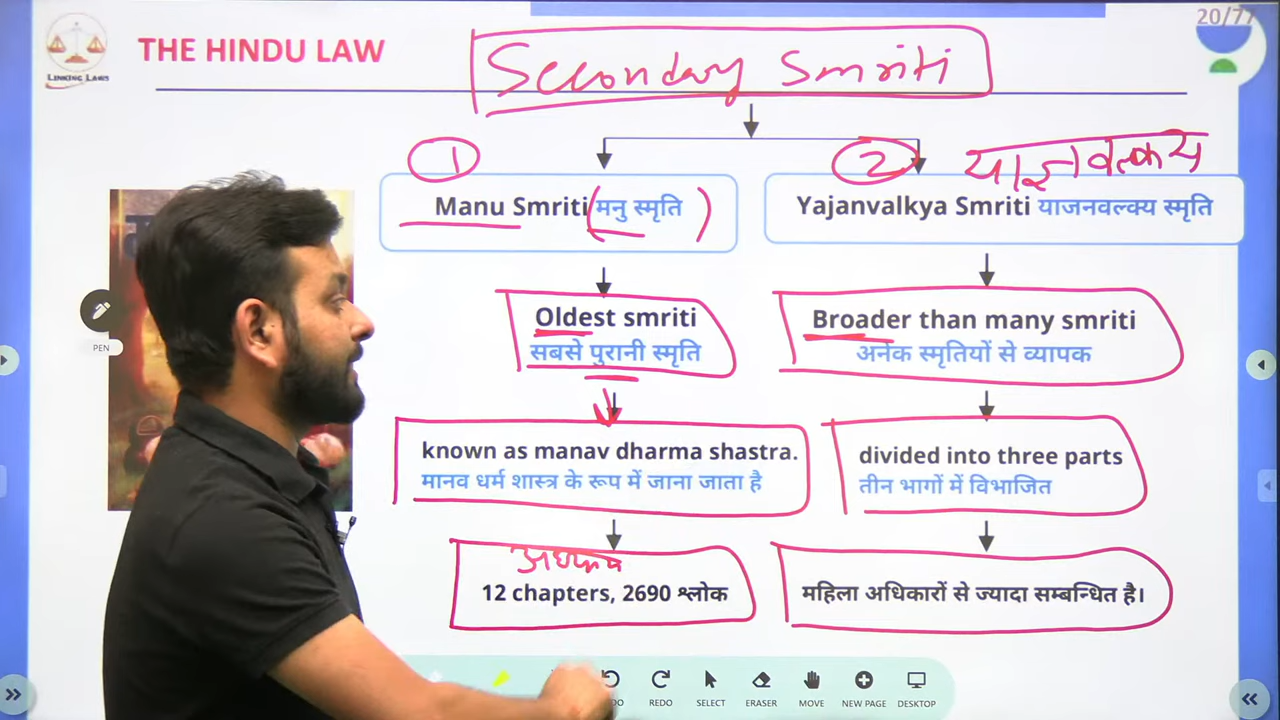 20/77
LINKING LAWS
THE HINDU LAW
Secondary Smriti
1
2
याज्ञवल्कय
Manu Smriti (मनु स्मृति)
Yajanvalkya Smriti याजनवल्क्य स्मृति
PEN
Oldest smriti
सबसे पुरानी स्मृति
Broader than many smriti
अनेक स्मृतियों से व्यापक
known as manav dharma shastra.
मानव धर्म शास्त्र के रूप में जाना जाता है
divided into three parts
तीन भागों में विभाजित
12 chapters, 2690 श्लोक
महिला अधिकारों से ज्यादा सम्बन्धित है।
REDO
SELECT
ERASER
MOVE
NEW PAGE
DESKTOP